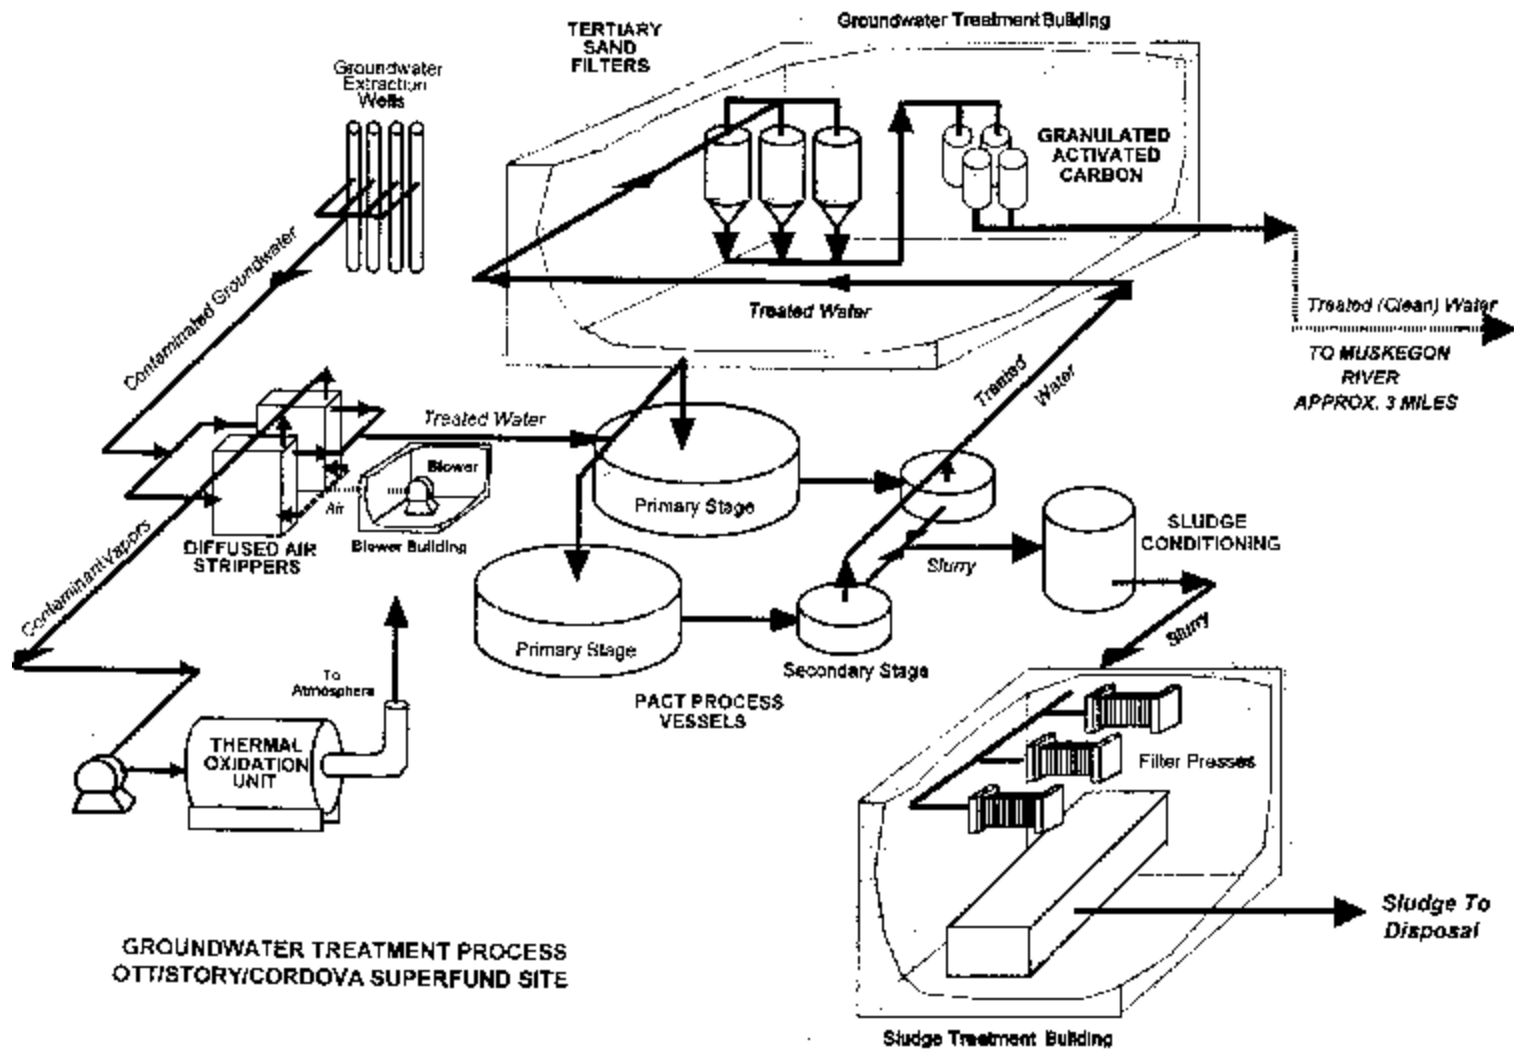 Groundwater Treatment Building
TERTIARY
SAND
FILTERS
Groundwater
Extraction
Wells
GRANULATED
ACTIVATED
CARBON
Contaminated Groundwater
Treated Water
Treated (Clean) Water
TO MUSKEGON
RIVER
APPROX. 3 MILES
Treated
Water
Treated Water
Blower
Air
Blower Building
DIFFUSED AIR
STRIPPERS
Contaminant Vapors
Primary Stage
Primary Stage
Secondary Stage
PACT PROCESS
VESSELS
Slurry
SLUDGE
CONDITIONING
Slurry
To
Atmosphere
THERMAL
OXIDATION
UNIT
Filter Presses
Sludge To
Disposal
GROUNDWATER TREATMENT PROCESS
OTT/STORY/CORDOVA SUPERFUND SITE
Sludge Treatment Building